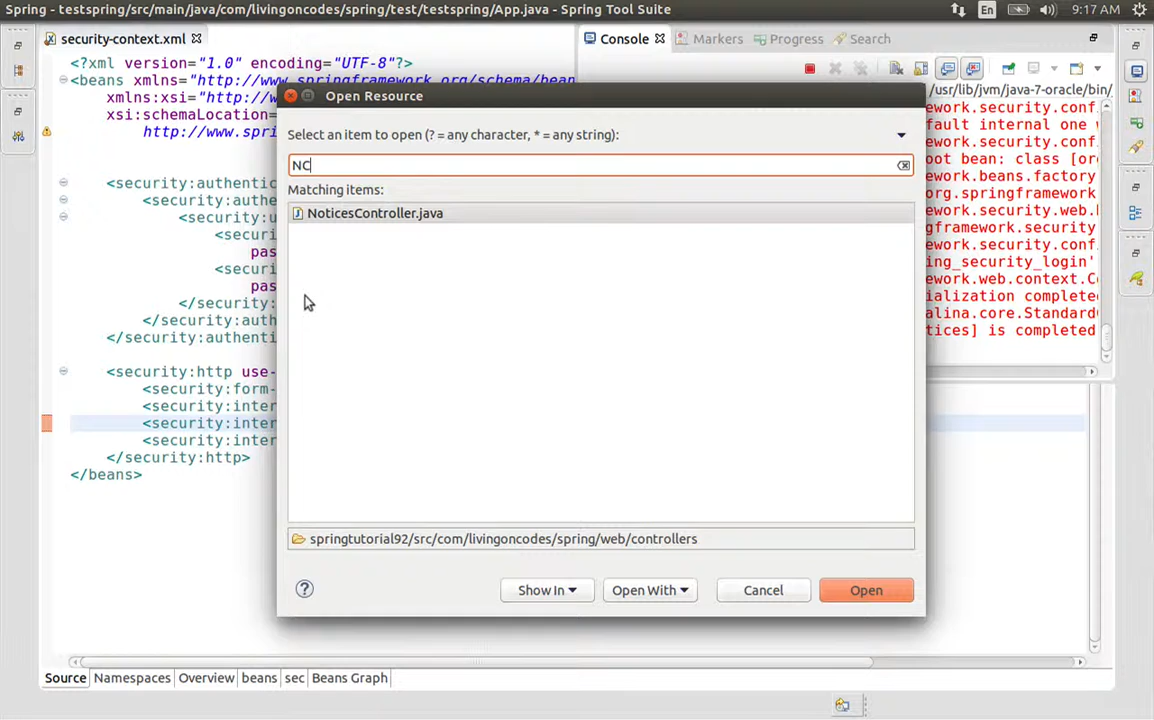 Spring - testspring/src/main/java/com/livingoncodes/spring/test/testspring/App.java - Spring Tool Suite
En
9:17 AM
security-context.xml
Console
Markers
Progress
Search
<?xml version="1.0" encoding="UTF-8"?>
<beans xmlns="http://www.springframework.org/schema/bean
xmlns:xsi="http:/
xsi:schemaLocation=
http://www.spri
/usr/lib/jvm/java-7-oracle/bin/
ework.security.confi
fault internal one w
oot bean: class [org
ework.beans.factory
org.springframework
ework.security.web.
gframework.security
ework.security.confi
ing_security_login'
ework.web.context.Co
ialization completed
alina.core.Standard
tices] is completed
<security:authentic
<security:authe
<security:u
<securi
pas
<securi
pas
</security:
</security:auth
</security:authenti
<security:http use-
<security:form-
<security:inter
<security:inter
<security:inter
</security:http>
</beans>
Open Resource
Select an item to open (? = any character, * = any string):
NC
Matching items:
NoticesController.java
springtutorial92/src/com/livingoncodes/spring/web/controllers
?
Show In
Open With
Cancel
Open
Source
Namespaces
Overview
beans
sec
Beans Graph